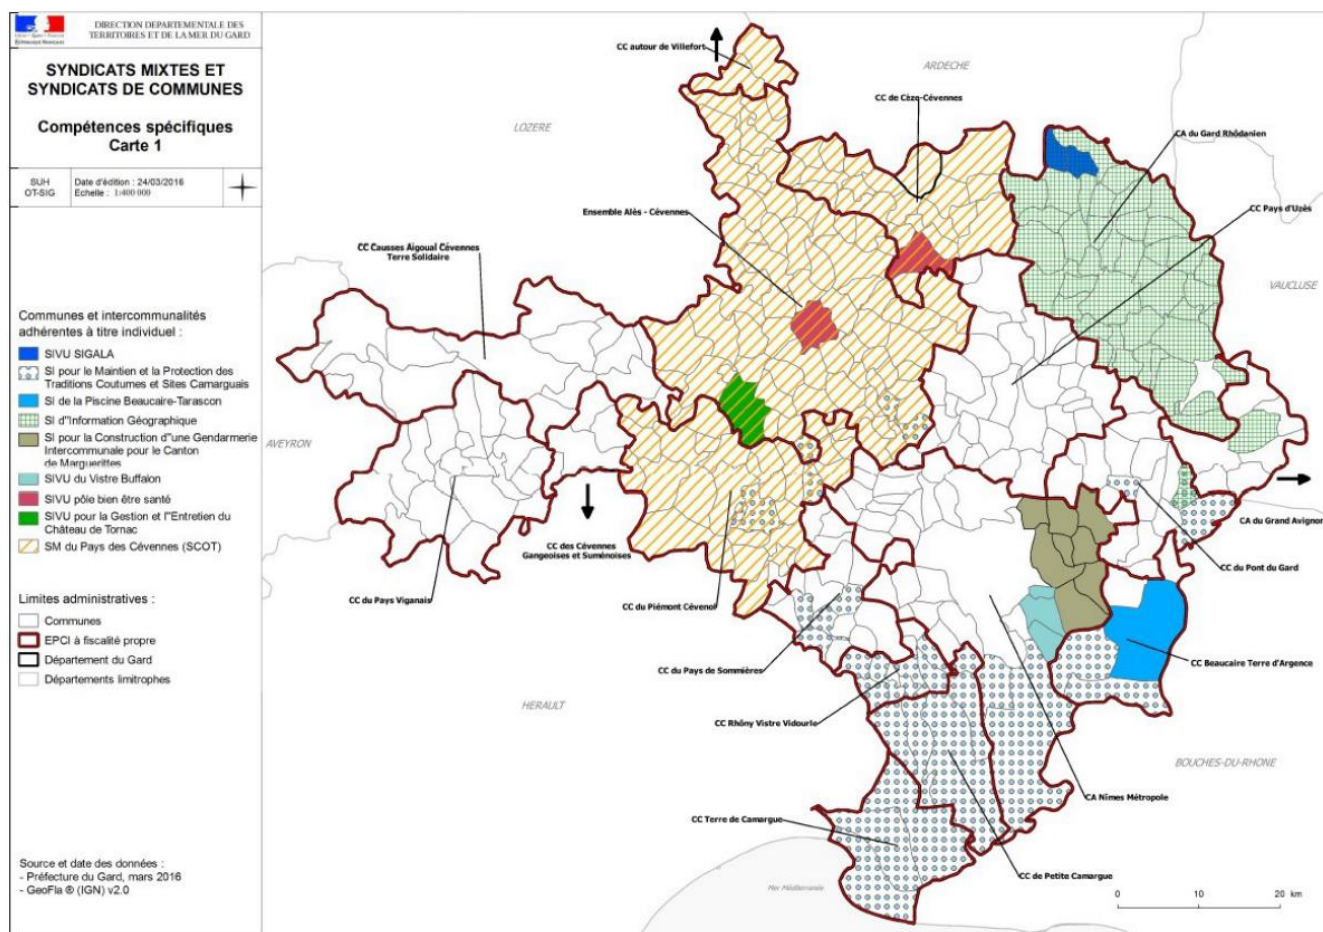 DIRECTION DEPARTEMENTALE DES
TERRITOIRES ET DE LA MER DU GARD
SYNDICATS MIXTES ET
SYNDICATS DE COMMUNES
Compétences spécifiques
Carte 1
SUH
OT-SIG
Date d'édition : 24/03/2016
Echelle : 1:400 000
Communes et intercommunalités
adhérentes à titre individuel :
SIVU SIGALA
SI pour le Maintien et la Protection des
Traditions Coutumes et Sites Camarguais
SI de la Piscine Beaucaire-Tarascon
SI d"Information Géographique
SI pour la Construction d"une Gendarmerie
Intercommunale pour le Canton
de Marguerittes
SIVU du Vistre Buffalon
SIVU pôle bien être santé
SIVU pour la Gestion et l"Entretien du
Château de Tornac
SM du Pays des Cévennes (SCOT)
Limites administratives :
Communes
EPCI à fiscalité propre
Département du Gard
Départements limitrophes
Source et date des données :
- Préfecture du Gard, mars 2016
- GeoFla ® (IGN) v2.0
CC autour de Villefort
ARDECHE
CC de Cèze-Cévennes
LOZERE
CA du Gard Rhôdanien
CC Pays d'Uzès
Ensemble Alès - Cévennes
CC Causses Aigoual Cévennes
Terre Solidaire
VAUCLUSE
AVEYRON
CA du Grand Avignon
CC des Cévennes
Gangeoises et Suménoises
CC du Pont du Gard
CC du Pays Viganais
CC du Piémont Cévenol
CC du Pays de Sommières
CC Beaucaire Terre d'Argence
HERAULT
CC Rhôny Vistre Vidourle
BOUCHES-DU-RHONE
CA Nîmes Métropole
CC Terre de Camargue
CC de Petite Camargue
Mer Méditerranée
0 10 20 km